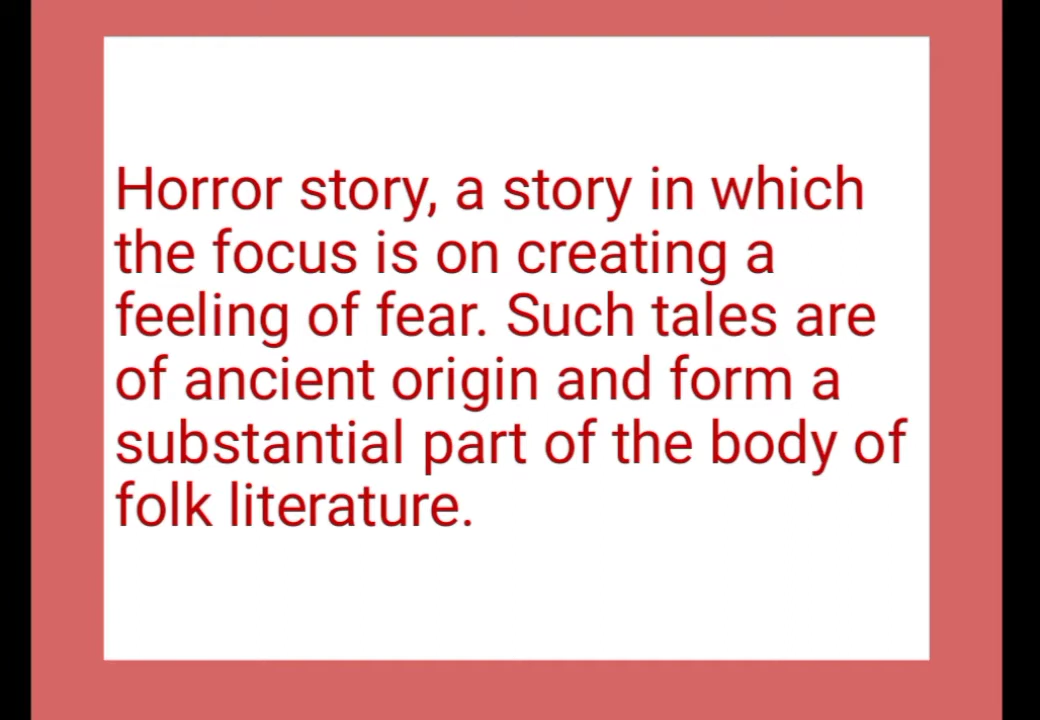 Horror story, a story in which
the focus is on creating a
feeling of fear. Such tales are
of ancient origin and form a
substantial part of the body of
folk literature.